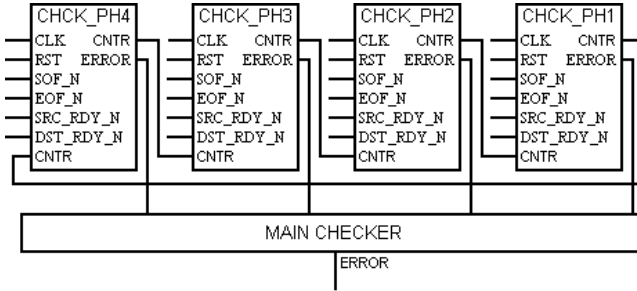 CHCK_PH4 CHCK_PH3 CHCK_PH2 CHCK_PH1
CLK CNTR CLK CNTR CLK CNTR CLK CNTR
RST ERROR RST ERROR RST ERROR RST ERROR
SOF_N SOF_N SOF_N SOF_N
EOF_N EOF_N EOF_N EOF_N
SRC_RDY_N SRC_RDY_N SRC_RDY_N SRC_RDY_N
DST_RDY_N DST_RDY_N DST_RDY_N DST_RDY_N
CNTR CNTR CNTR CNTR
MAIN CHECKER
ERROR